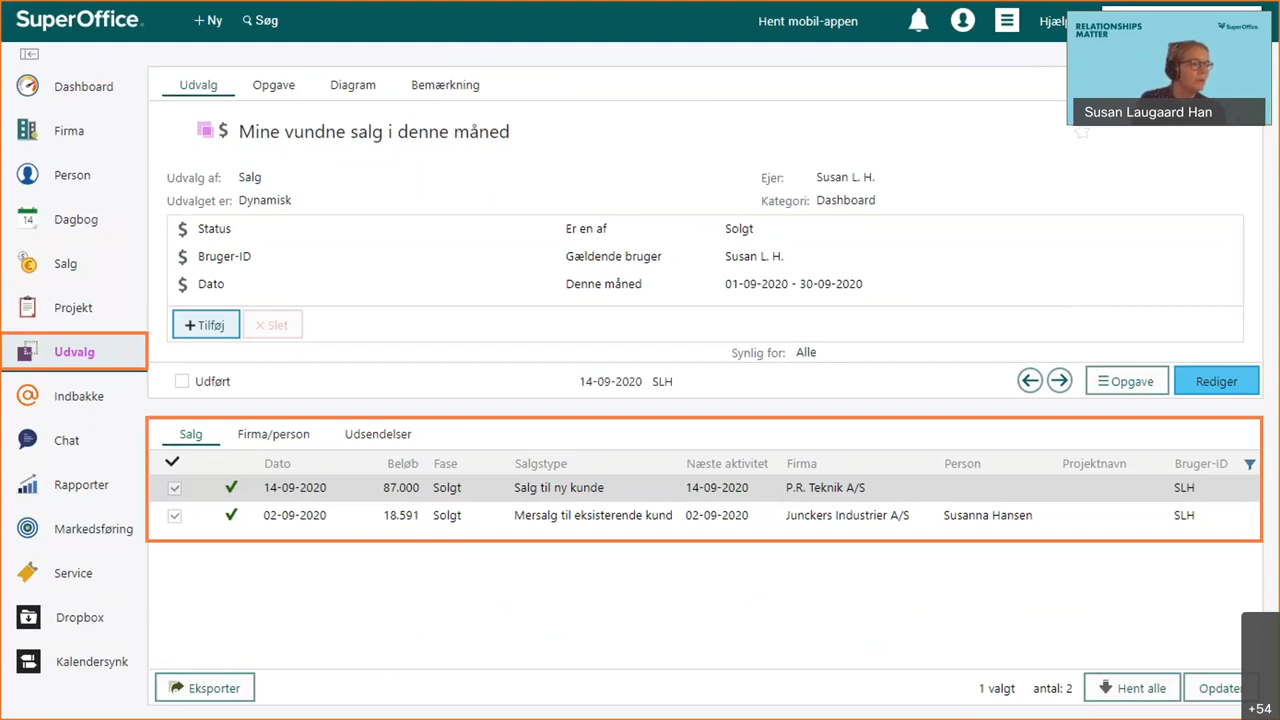 SuperOffice
+ Ny
Søg
Hent mobil-appen
Hjælp
RELATIONSHIPS
MATTER
SuperOffice
Susan Laugaard Han
Dashboard
Firma
Person
14
Dagbog
Salg
Projekt
Udvalg
Indbakke
Chat
Rapporter
Markedsføring
Service
Dropbox
Kalendersynk
Udvalg Opgave Diagram Bemærkning
$ Mine vundne salg i denne måned
Udvalg af: Salg Ejer: Susan L. H.
Udvalget er: Dynamisk Kategori: Dashboard
$ Status Er en af Solgt
$ Bruger-ID Gældende bruger Susan L. H.
$ Dato Denne måned 01-09-2020 - 30-09-2020
+ Tilføj × Slet
Synlig for: Alle
Udført 14-09-2020 SLH Opgave Rediger
Salg Firma/person Udsendelser
Dato Beløb Fase Salgstype Næste aktivitet Firma Person Projektnavn Bruger-ID
14-09-2020 87.000 Solgt Salg til ny kunde 14-09-2020 P.R. Teknik A/S SLH
02-09-2020 18.591 Solgt Mersalg til eksisterende kund 02-09-2020 Junckers Industrier A/S Susanna Hansen SLH
Eksporter 1 valgt antal: 2 Hent alle Opdater
+54